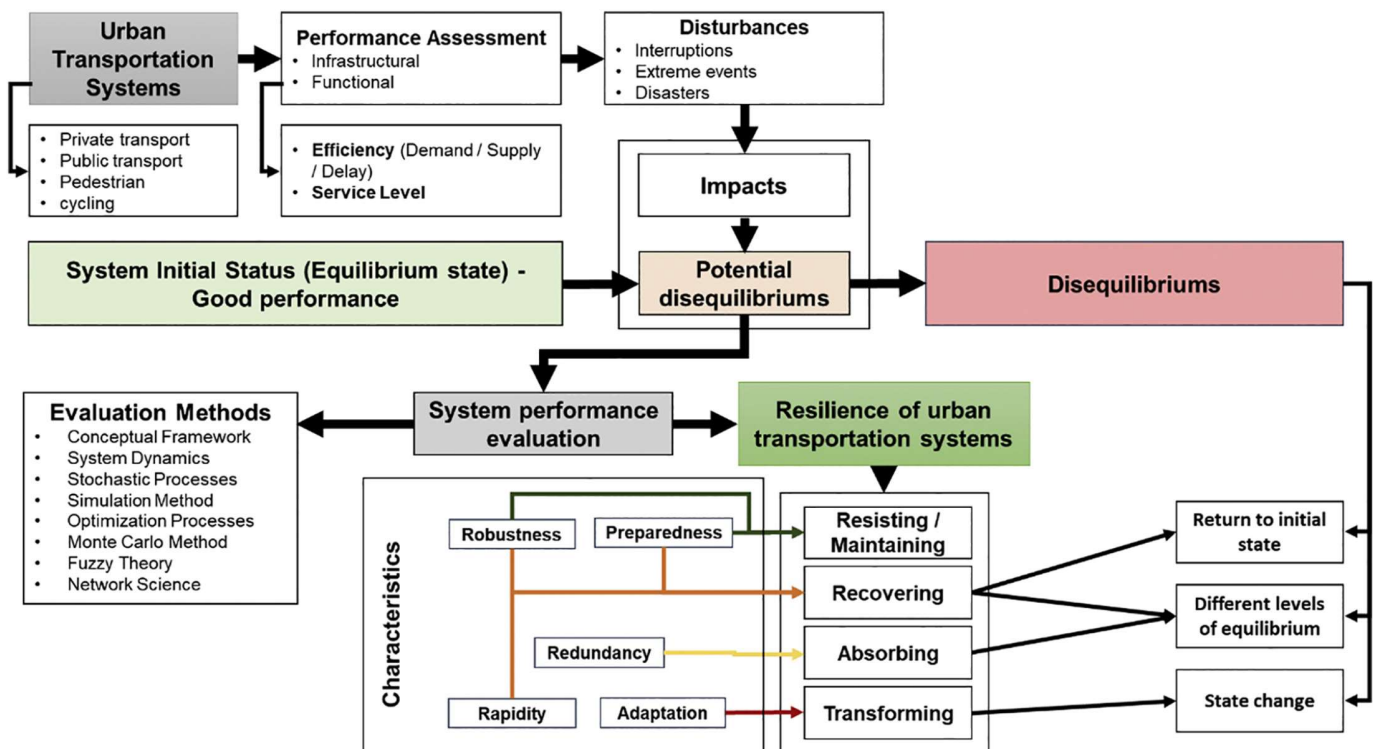 Urban
Transportation
Systems
Performance Assessment
• Infrastructural
• Functional
Disturbances
• Interruptions
• Extreme events
• Disasters
• Private transport
• Public transport
• Pedestrian
• cycling
• Efficiency (Demand / Supply
/ Delay)
• Service Level
Impacts
System Initial Status (Equilibrium state) -
Good performance
Potential
disequilibriums
Disequilibriums
Evaluation Methods
• Conceptual Framework
• System Dynamics
• Stochastic Processes
• Simulation Method
• Optimization Processes
• Monte Carlo Method
• Fuzzy Theory
• Network Science
System performance
evaluation
Resilience of urban
transportation systems
Characteristics
Robustness
Preparedness
Redundancy
Rapidity
Adaptation
Resisting /
Maintaining
Recovering
Absorbing
Transforming
Return to initial
state
Different levels
of equilibrium
State change